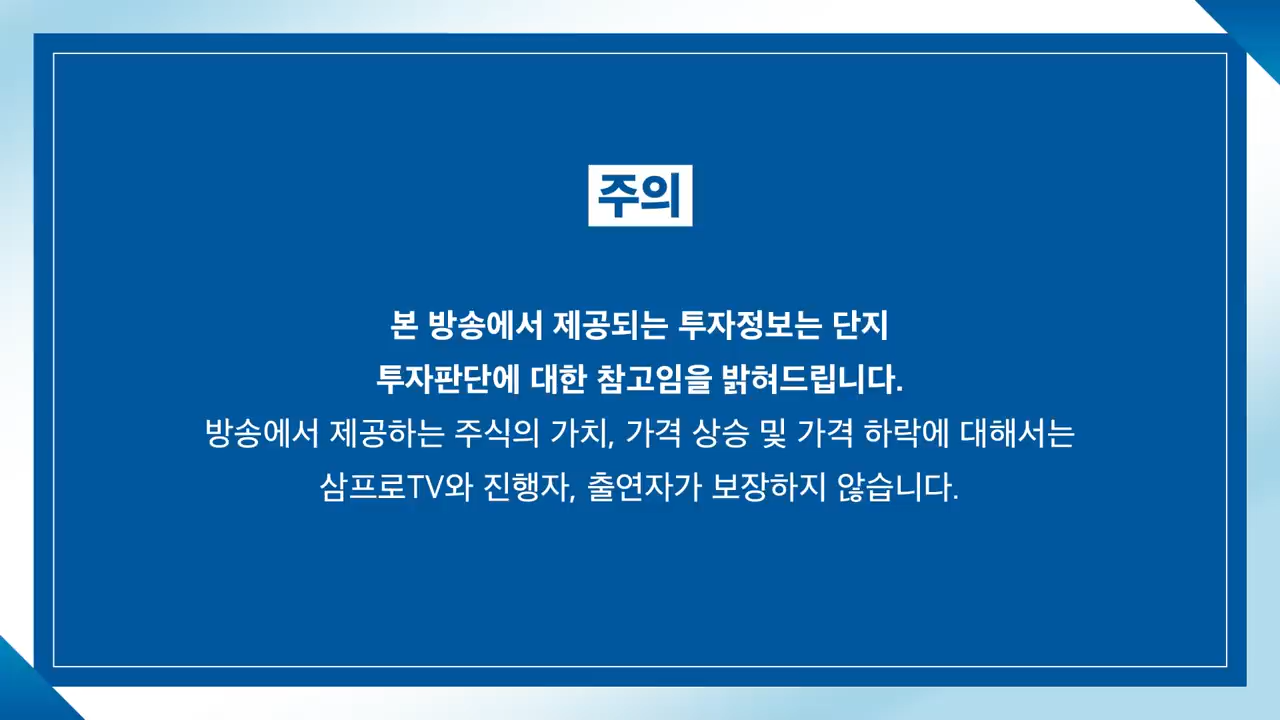 주의
본 방송에서 제공되는 투자정보는 단지
투자판단에 대한 참고임을 밝혀드립니다.
방송에서 제공하는 주식의 가치, 가격 상승 및 가격 하락에 대해서는
삼프로TV와 진행자, 출연자가 보장하지 않습니다.